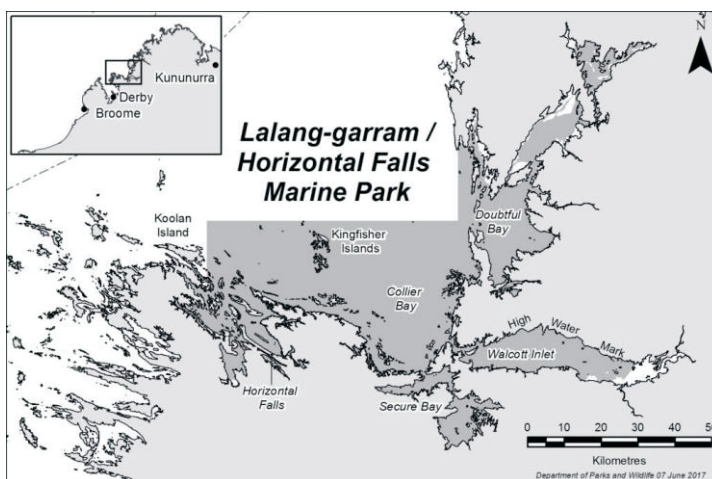 Kununurra
Derby
Broome
N
Lalang-garram /
Horizontal Falls
Marine Park
Koolan
Island
Kingfisher
Islands
Doubtful
Bay
Collier
Bay
High Water Mark
Walcott Inlet
Horizontal
Falls
Secure Bay
0 10 20 30 40 50
Kilometres
Department of Parks and Wildlife 07 June 2017